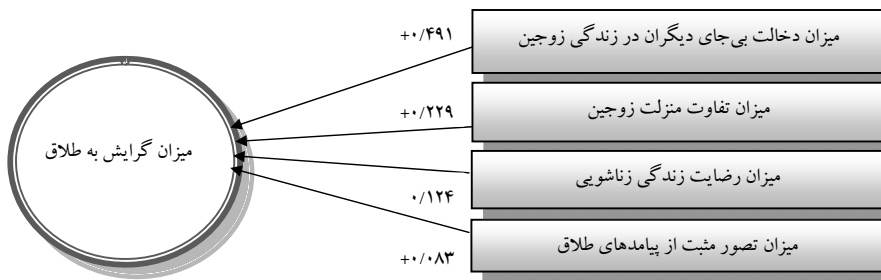 میزان دخالت بی‌جای دیگران در زندگی زوجین
+۰/۴۹۱
میزان تفاوت منزلت زوجین
+۰/۲۲۹
میزان گرایش به طلاق
میزان رضایت زندگی زناشویی
۰/۱۲۴
میزان تصور مثبت از پیامدهای طلاق
+۰/۰۸۳